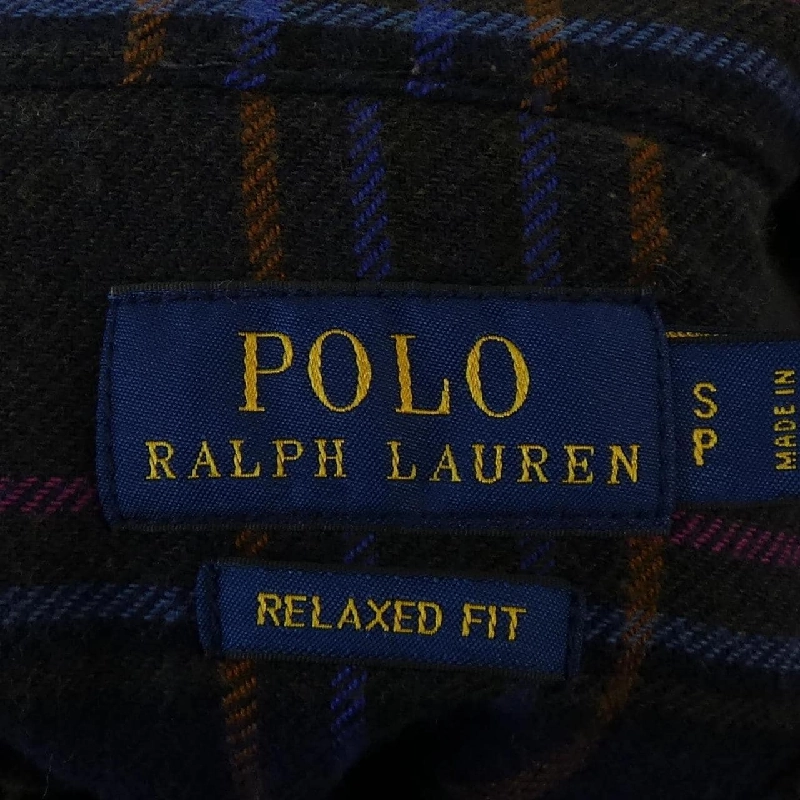 POLO
RALPH LAUREN
S
P
MADE IN
RELAXED FIT